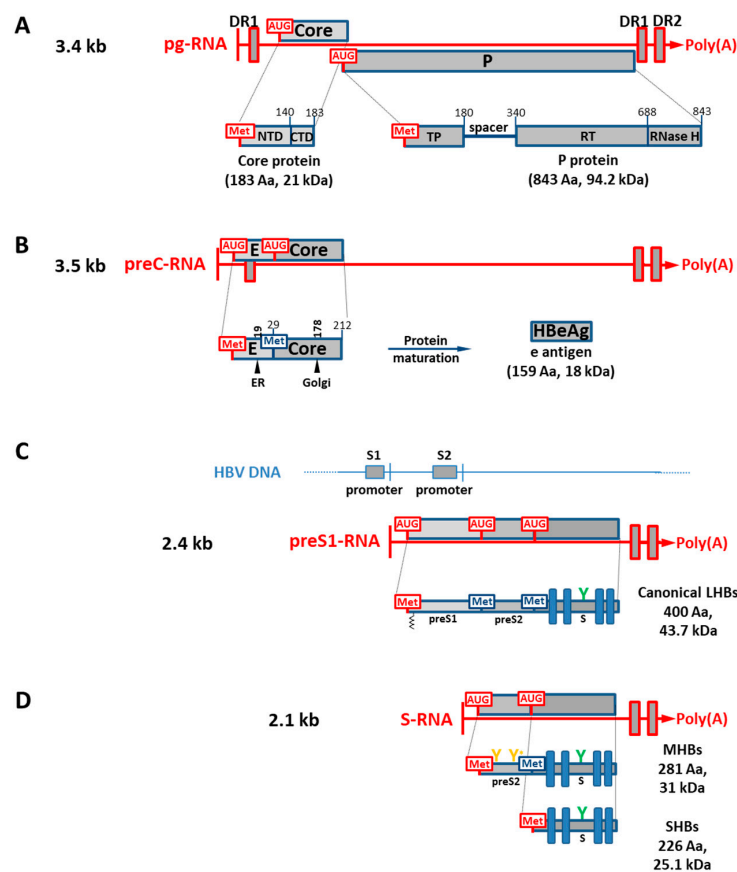 A
3.4 kb
pg-RNA
DR1
AUG
Core
AUG
P
DR1
DR2
Poly(A)
140
183
Met
NTD
CTD
Core protein
(183 Aa, 21 kDa)
180
spacer
340
688
843
Met
TP
RT
RNase H
P protein
(843 Aa, 94.2 kDa)
B
3.5 kb
preC-RNA
AUG
E
AUG
Core
Poly(A)
19
29
178
212
Met
E
Met
Core
ER
Golgi
Protein
maturation
HBeAg
e antigen
(159 Aa, 18 kDa)
C
HBV DNA
S1
S2
promoter
promoter
2.4 kb
preS1-RNA
AUG
AUG
AUG
Poly(A)
Met
Met
Met
Y
preS1
preS2
S
Canonical LHBs
400 Aa,
43.7 kDa
D
2.1 kb
S-RNA
AUG
AUG
Poly(A)
Y
Y*
Y
Met
Met
preS2
S
MHBs
281 Aa,
31 kDa
Y
Met
S
SHBs
226 Aa,
25.1 kDa